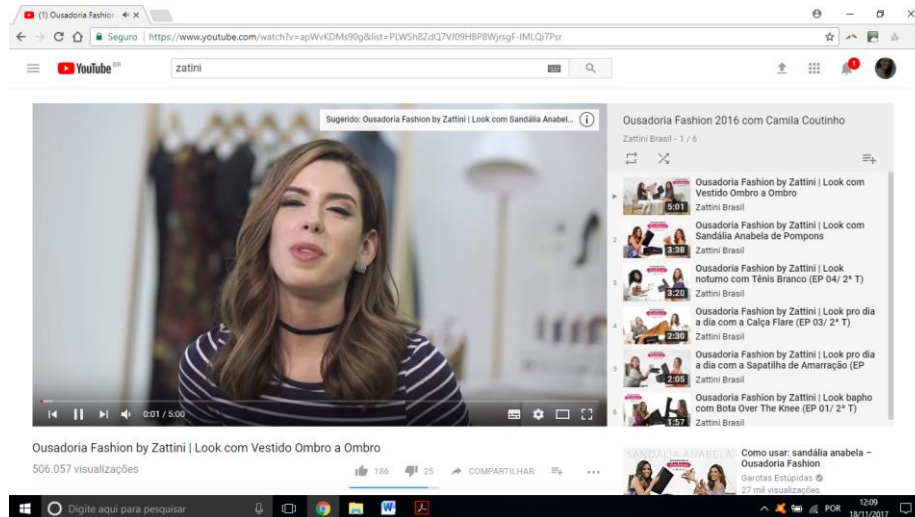 (1) Ousadoria Fashion
Seguro | https://www.youtube.com/watch?v=apWvKDMs90g&list=PLWSh8ZdQ7VJ09HBP8WjrsgF-IMLQi7Psr
YouTube BR
zatini
1
Sugerido: Ousadoria Fashion by Zattini | Look com Sandália Anabel...
0:01 / 5:00
Ousadoria Fashion by Zattini | Look com Vestido Ombro a Ombro
506.057 visualizações
186
25
COMPARTILHAR
Ousadoria Fashion 2016 com Camila Coutinho
Zattini Brasil - 1 / 6
5:01
Ousadoria Fashion by Zattini | Look com
Vestido Ombro a Ombro
Zattini Brasil
2
3:38
Ousadoria Fashion by Zattini | Look com
Sandália Anabela de Pompons
Zattini Brasil
3
3:20
Ousadoria Fashion by Zattini | Look
noturno com Tênis Branco (EP 04/ 2ª T)
Zattini Brasil
4
2:30
Ousadoria Fashion by Zattini | Look pro dia
a dia com a Calça Flare (EP 03/ 2ª T)
Zattini Brasil
5
2:05
Ousadoria Fashion by Zattini | Look pro dia
a dia com a Sapatilha de Amarração (EP
Zattini Brasil
6
1:57
Ousadoria Fashion by Zattini | Look bapho
com Bota Over The Knee (EP 01/ 2ª T)
Zattini Brasil
SANDÁLIA ANABELA
Como usar: sandália anabela –
Ousadoria Fashion
Garotas Estúpidas
27 mil visualizações
Digite aqui para pesquisar
POR
12:09
18/11/2017